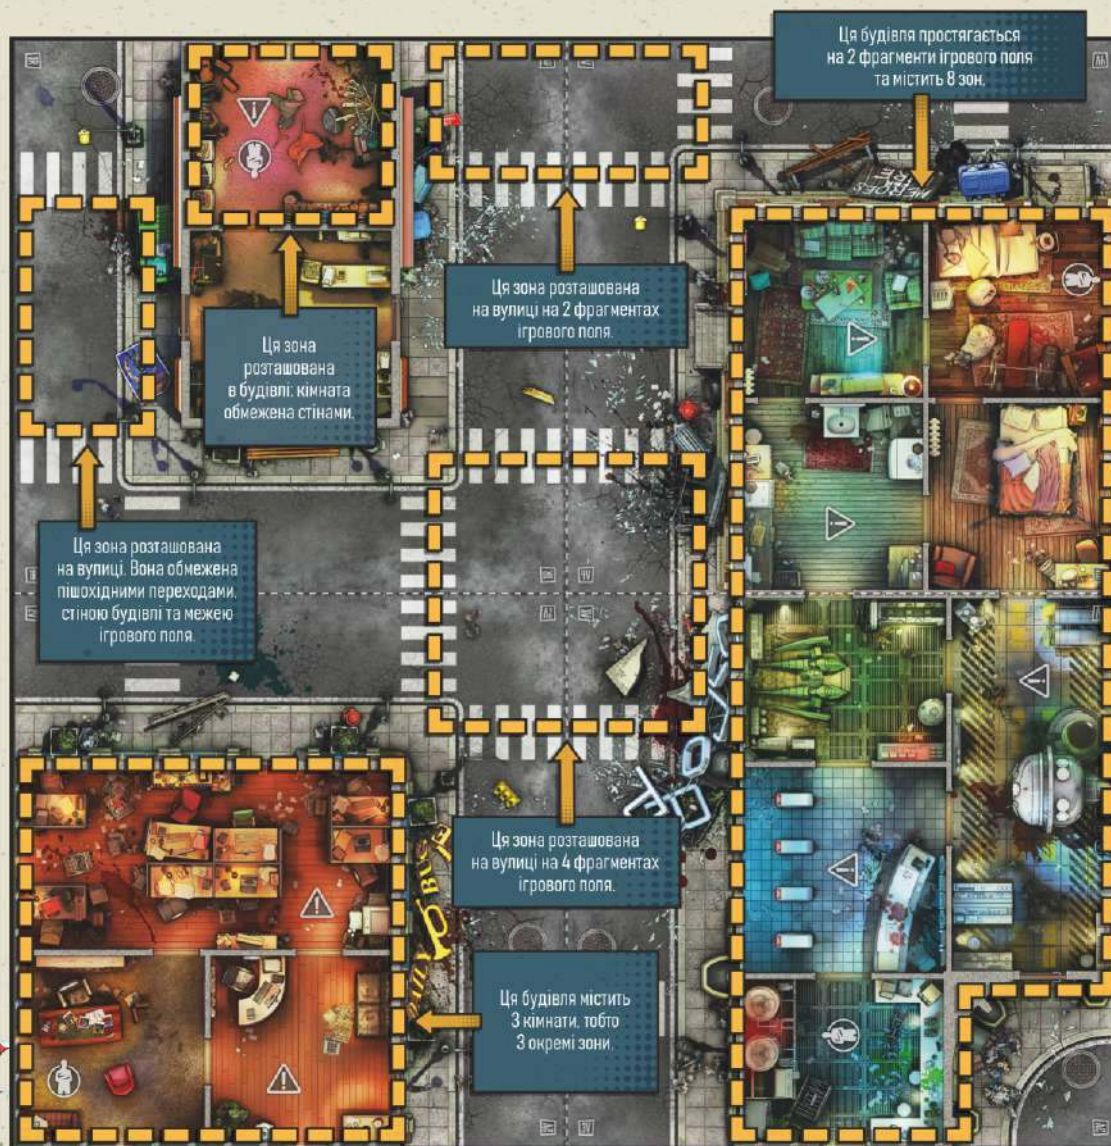 Ця будівля простягається
на 2 фрагменти ігрового поля
та містить 8 зон.
Ця зона розташована
на вулиці на 2 фрагментах
ігрового поля.
Ця зона
розташована
в будівлі: кімната
обмежена стінами.
Ця зона розташована
на вулиці. Вона обмежена
пішохідними переходами,
стіною будівлі та межею
ігрового поля.
Ця зона розташована
на вулиці на 4 фрагментах
ігрового поля.
Ця будівля містить
3 кімнати, тобто
3 окремі зони.